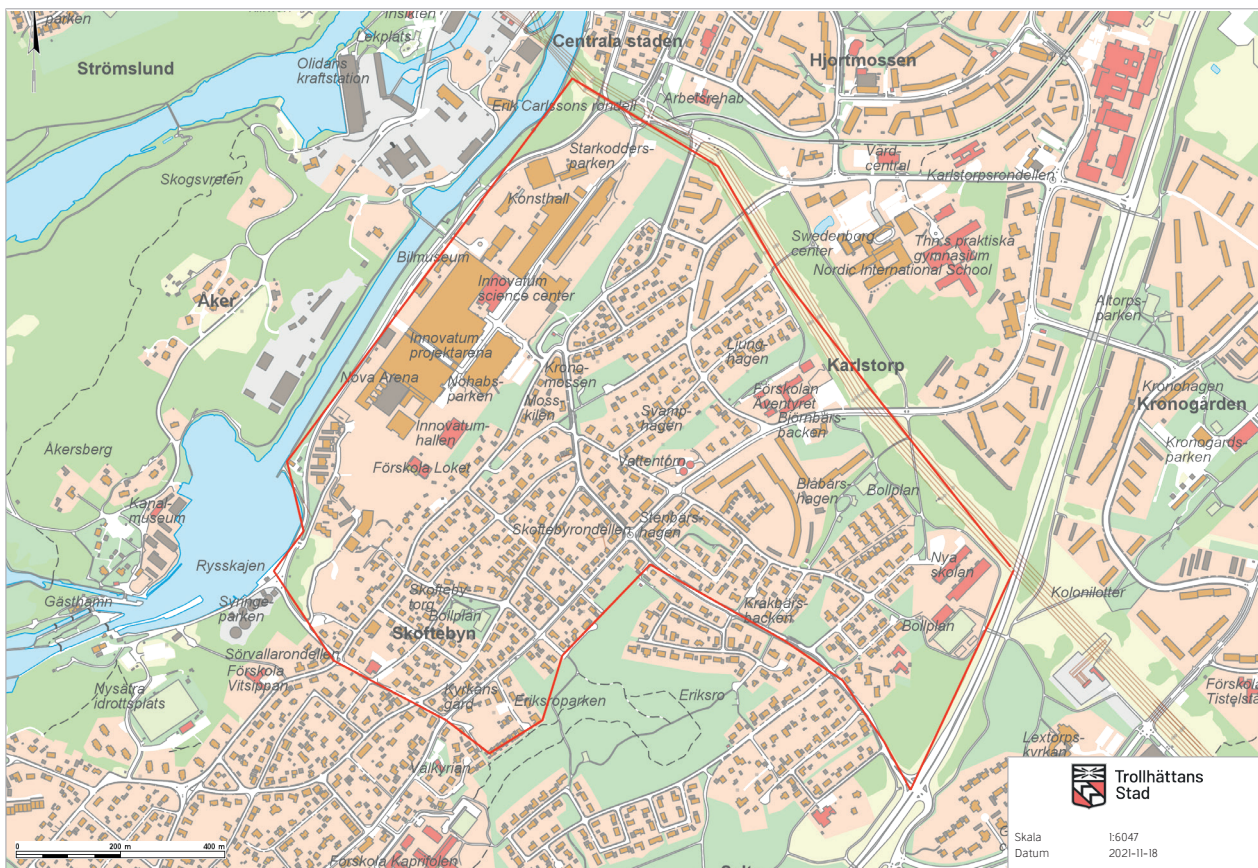 parken
Insikten
Lekplats
Strömslund
Olidans
kraftstation
Centrala staden
Hjortmossen
Erik Carlssons rondell
Arbetsrehab
Starkodders-
parken
Vård-
central
Karlstorpsrondellen
Skogsvreten
Konsthall
Swedenborg
center
Thn:s praktiska
gymnasium
Nordic International School
Bilmuseum
Innovatum
science center
Åker
Altorps-
parken
Innovatum
projektarena
Ljung-
hagen
Krono-
mossen
Karlstorp
Nova Arena
Nohabs-
parken
Moss-
kilen
Förskolan
Äventyret
Kronohagen
Kronogården
Svamp-
hagen
Björnbärs-
backen
Innovatum-
hallen
Kronogårds-
parken
Åkersberg
Förskola Loket
Vattentorn
Blåbärs-
hagen
Bollplan
Kanal-
museum
Skoftebyrondellen
Stenbärs-
hagen
Rysskajen
Nya
skolan
Gästhamn
Syringe-
parken
Skofteby
torg
Bollplan
Krakbärs-
backen
Kolonilotter
Skoftebyn
Bollplan
Sörvallarondellen
Förskola
Vitsippan
Nysätra
idrottsplats
Kyrkans
gård
Eriksroparken
Eriksro
Förskola
Tistelsta
Lextorps-
kyrkan
Valkyrian
Förskola Kaprifolen
Trollhättans
Stad
Skala 1:6047
Datum 2021-11-18
0 200 m 400 m